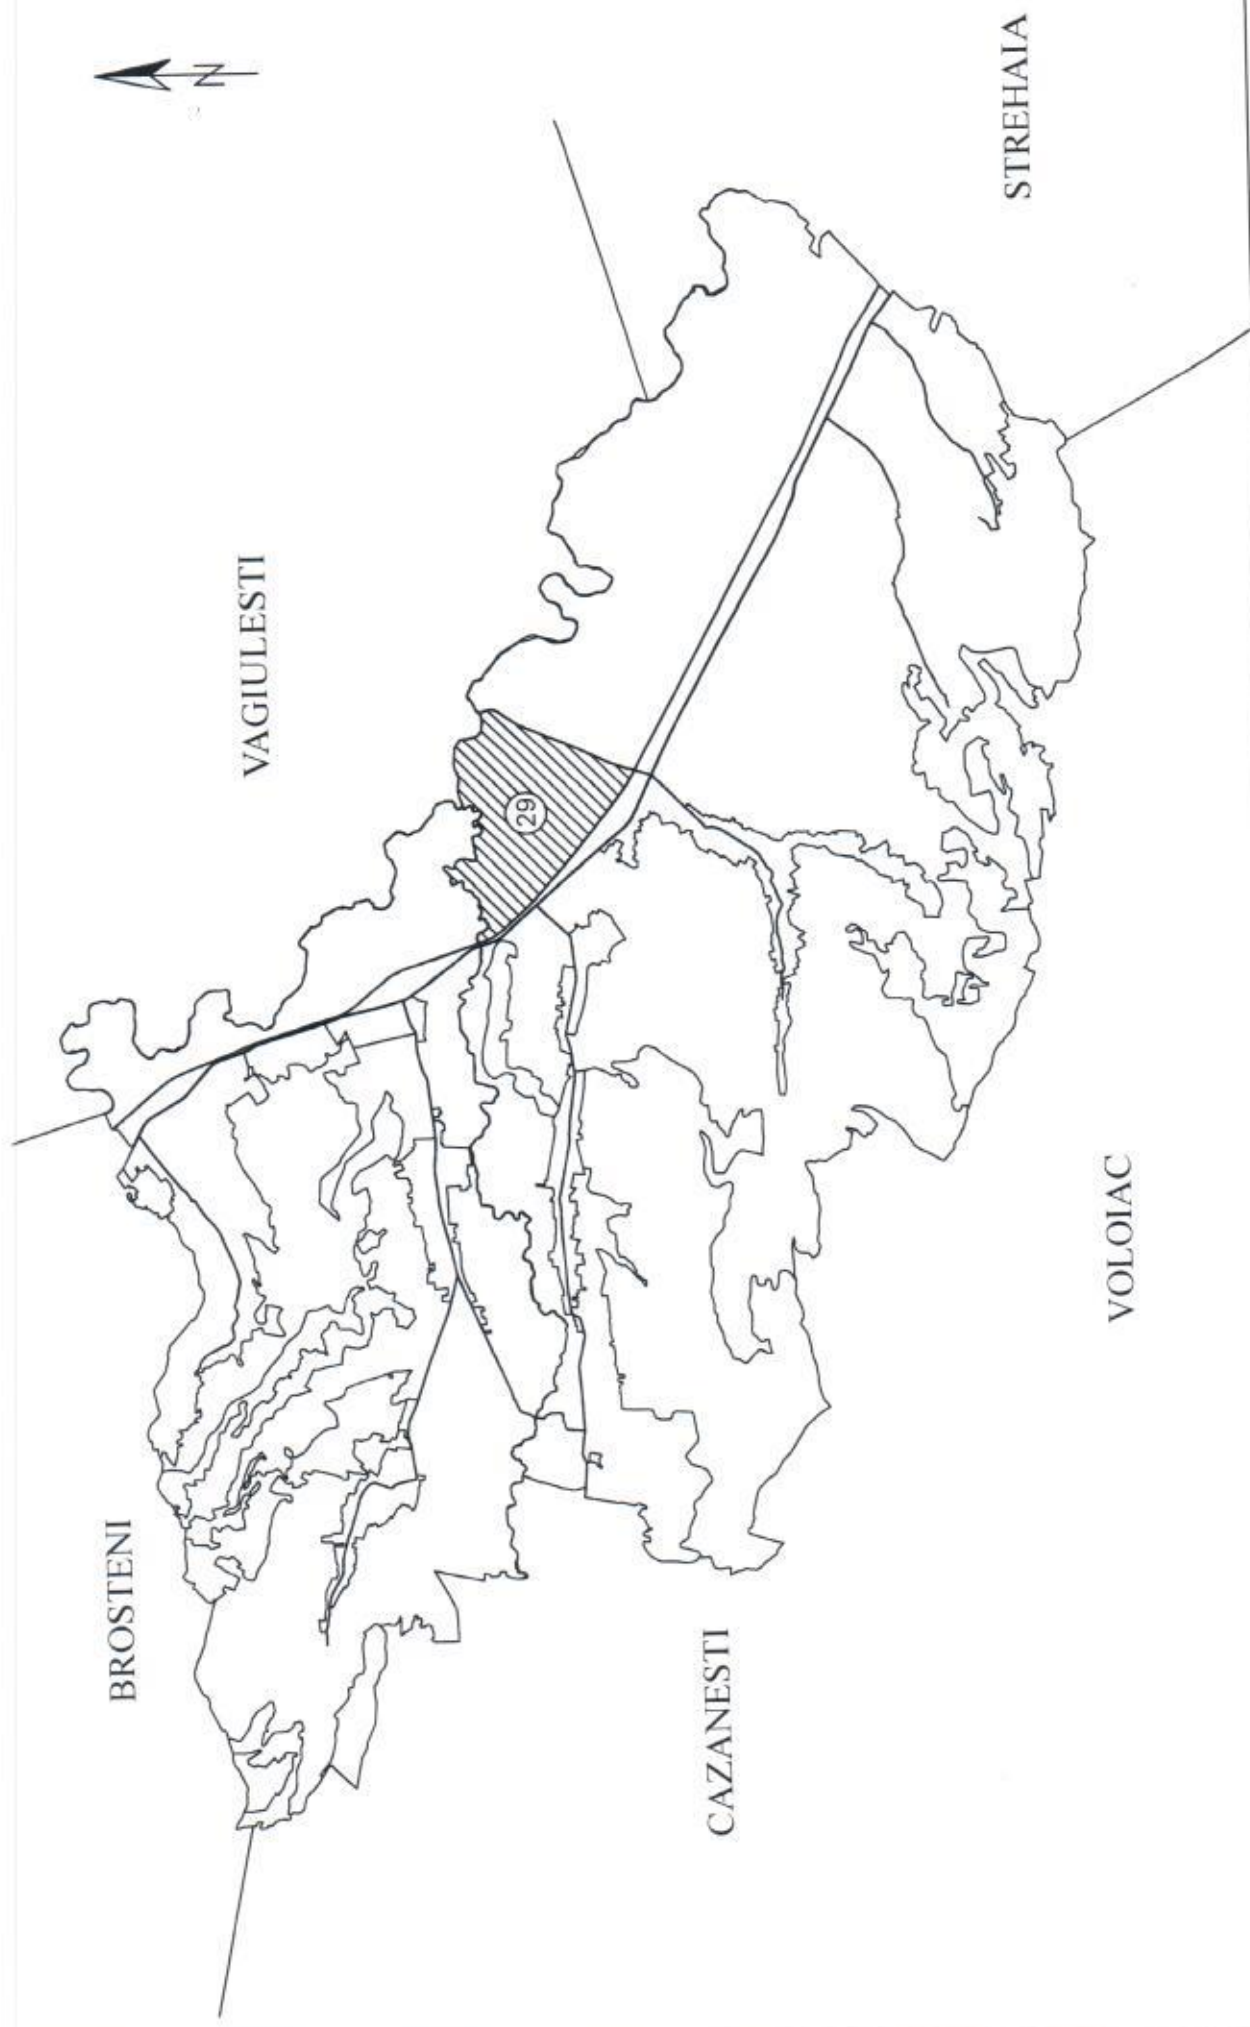 BROSTENI
N
VAGIULESTI
29
CAZANESTI
STREHAIA
VOLOIAC